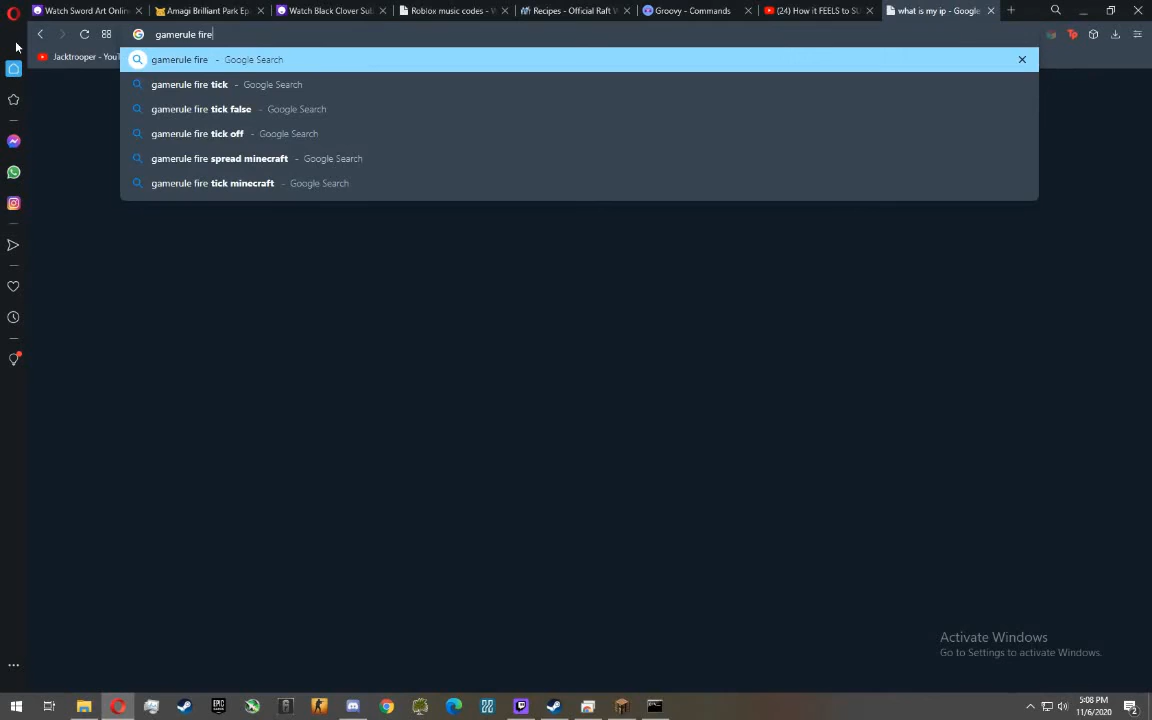 Watch Sword Art Onlin
Amagi Brilliant Park Ep
Watch Black Clover Sul
Roblox music codes - W
Recipes - Official Raft W
Groovy - Commands
(24) How it FEELS to SU
what is my ip - Google
gamerule fire
Jacktrooper - YouT
gamerule fire - Google Search
gamerule fire tick - Google Search
gamerule fire tick false - Google Search
gamerule fire tick off - Google Search
gamerule fire spread minecraft - Google Search
gamerule fire tick minecraft - Google Search
Activate Windows
Go to Settings to activate Windows.
5:08 PM
11/6/2020